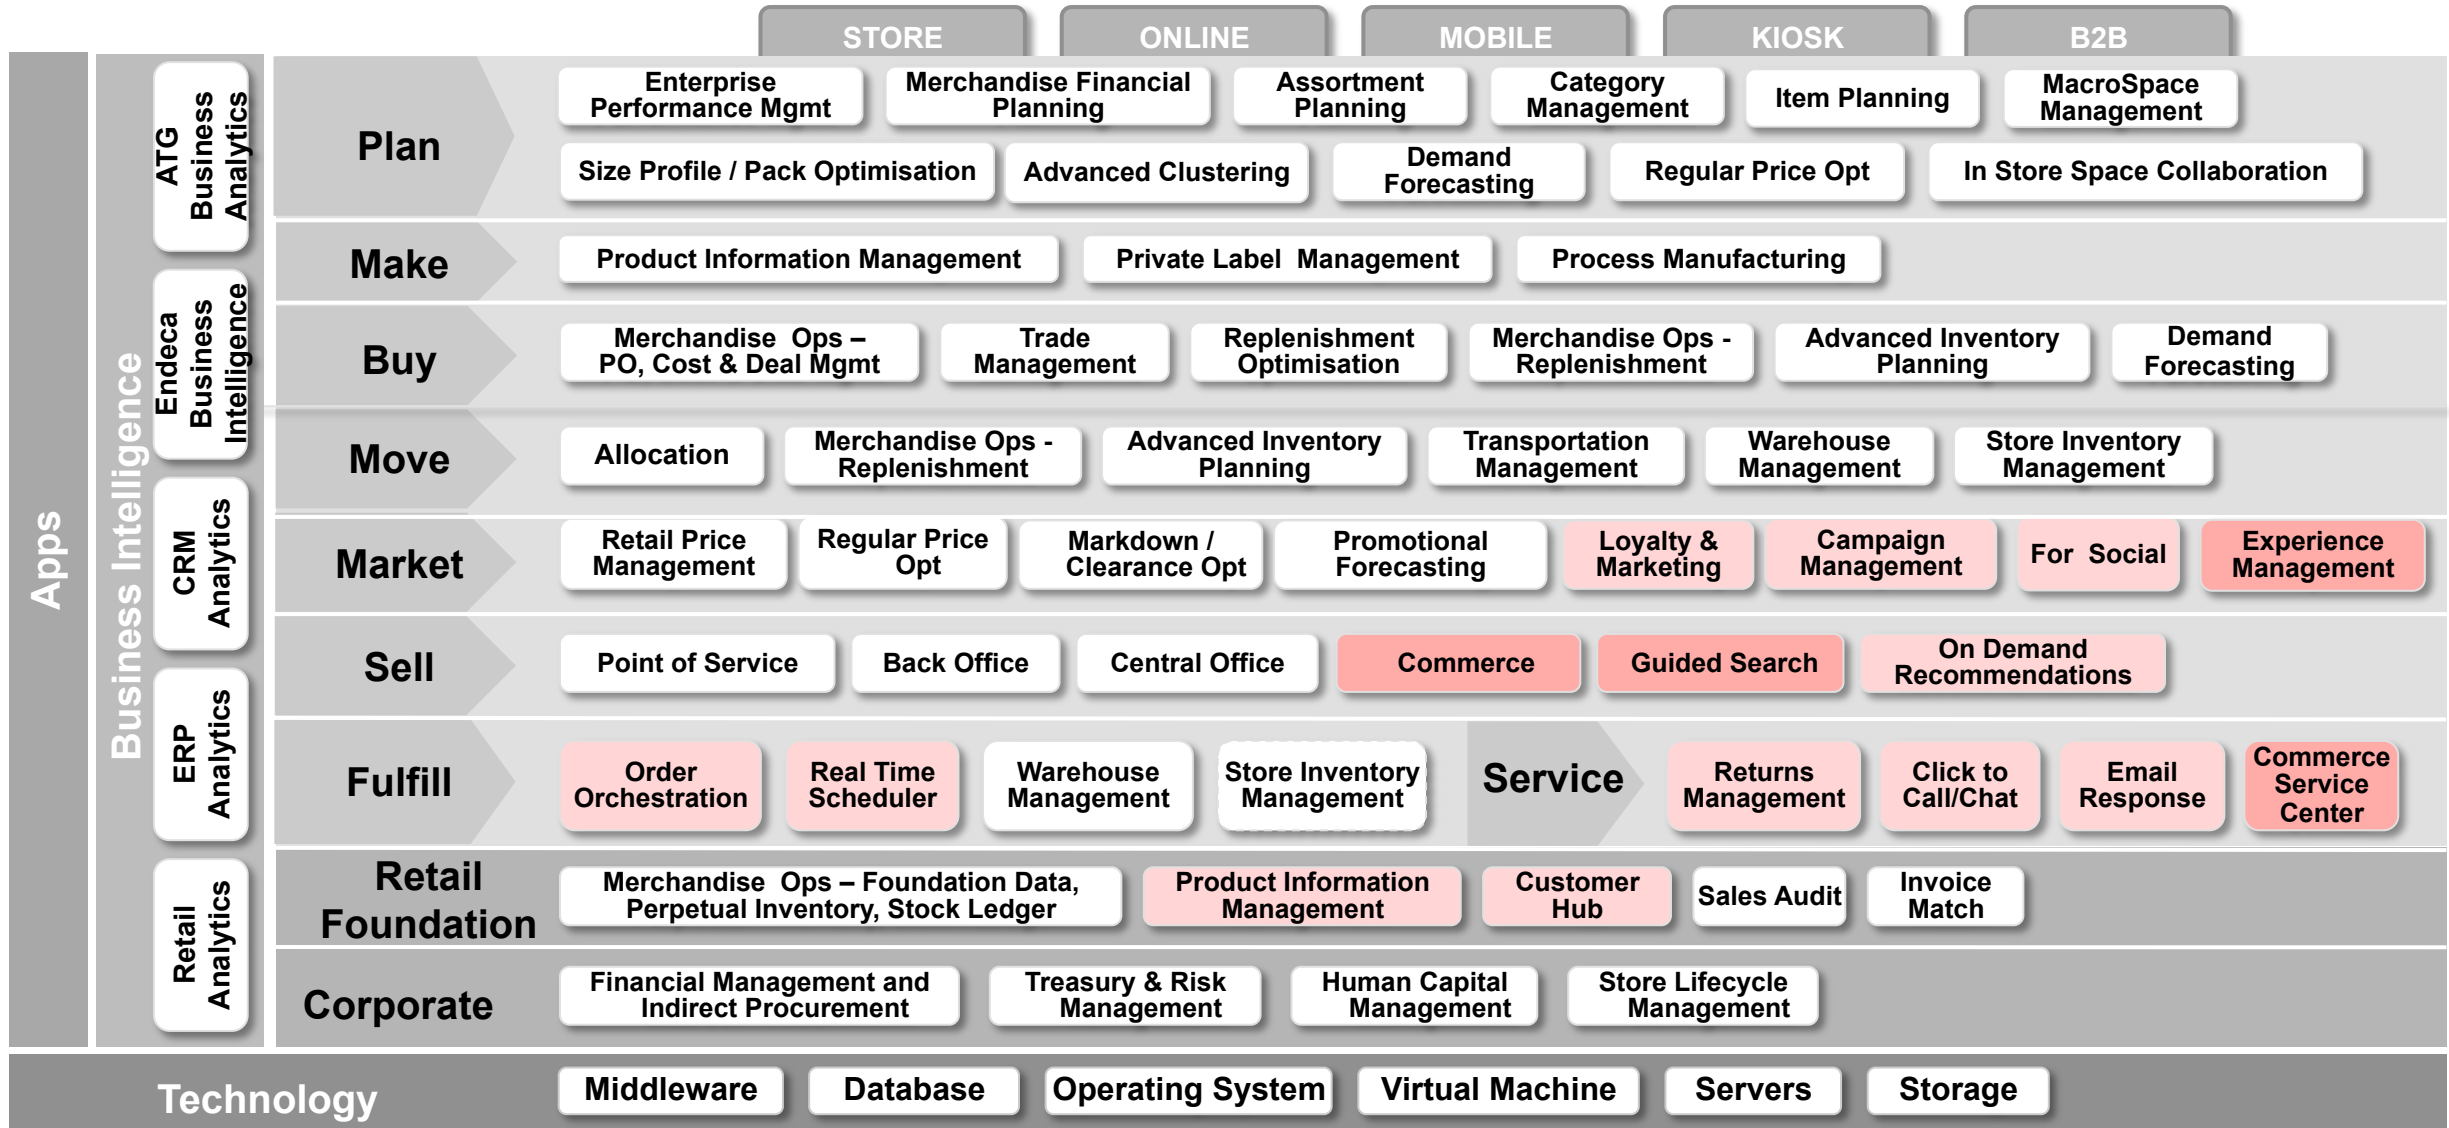 STORE
ONLINE
MOBILE
KIOSK
B2B
Apps
Business Intelligence
ATG
Business
Analytics
Endeca
Business
Intelligence
CRM
Analytics
ERP
Analytics
Retail
Analytics
Plan
Enterprise
Performance Mgmt
Merchandise Financial
Planning
Assortment
Planning
Category
Management
Item Planning
MacroSpace
Management
Size Profile / Pack Optimisation
Advanced Clustering
Demand
Forecasting
Regular Price Opt
In Store Space Collaboration
Make
Product Information Management
Private Label Management
Process Manufacturing
Buy
Merchandise Ops –
PO, Cost & Deal Mgmt
Trade
Management
Replenishment
Optimisation
Merchandise Ops -
Replenishment
Advanced Inventory
Planning
Demand
Forecasting
Move
Allocation
Merchandise Ops -
Replenishment
Advanced Inventory
Planning
Transportation
Management
Warehouse
Management
Store Inventory
Management
Market
Retail Price
Management
Regular Price
Opt
Markdown /
Clearance Opt
Promotional
Forecasting
Loyalty &
Marketing
Campaign
Management
For Social
Experience
Management
Sell
Point of Service
Back Office
Central Office
Commerce
Guided Search
On Demand
Recommendations
Fulfill
Order
Orchestration
Real Time
Scheduler
Warehouse
Management
Store Inventory
Management
Service
Returns
Management
Click to
Call/Chat
Email
Response
Commerce
Service
Center
Retail
Foundation
Merchandise Ops – Foundation Data,
Perpetual Inventory, Stock Ledger
Product Information
Management
Customer
Hub
Sales Audit
Invoice
Match
Corporate
Financial Management and
Indirect Procurement
Treasury & Risk
Management
Human Capital
Management
Store Lifecycle
Management
Technology
Middleware
Database
Operating System
Virtual Machine
Servers
Storage